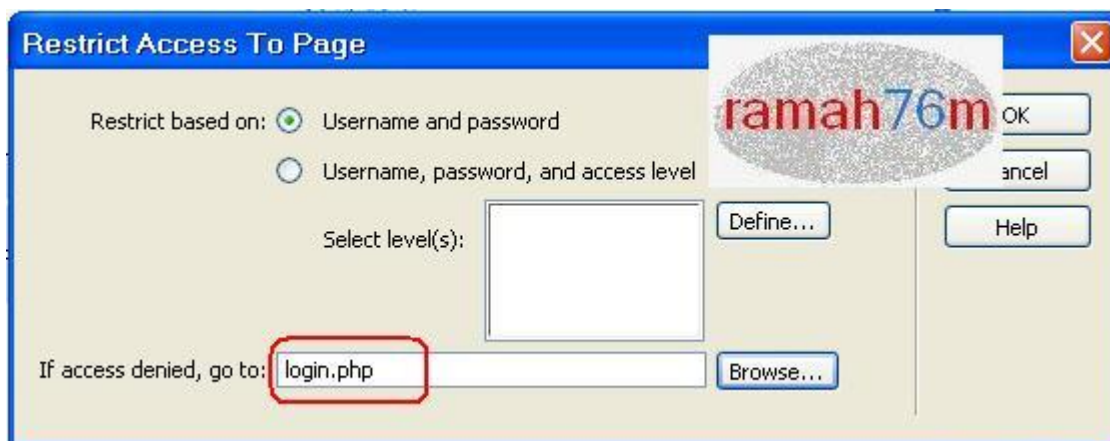 Restrict Access To Page
ramah76m
Restrict based on: Username and password
OK
Username, password, and access level
ancel
Select level(s):
Define...
Help
If access denied, go to: login.php
Browse...